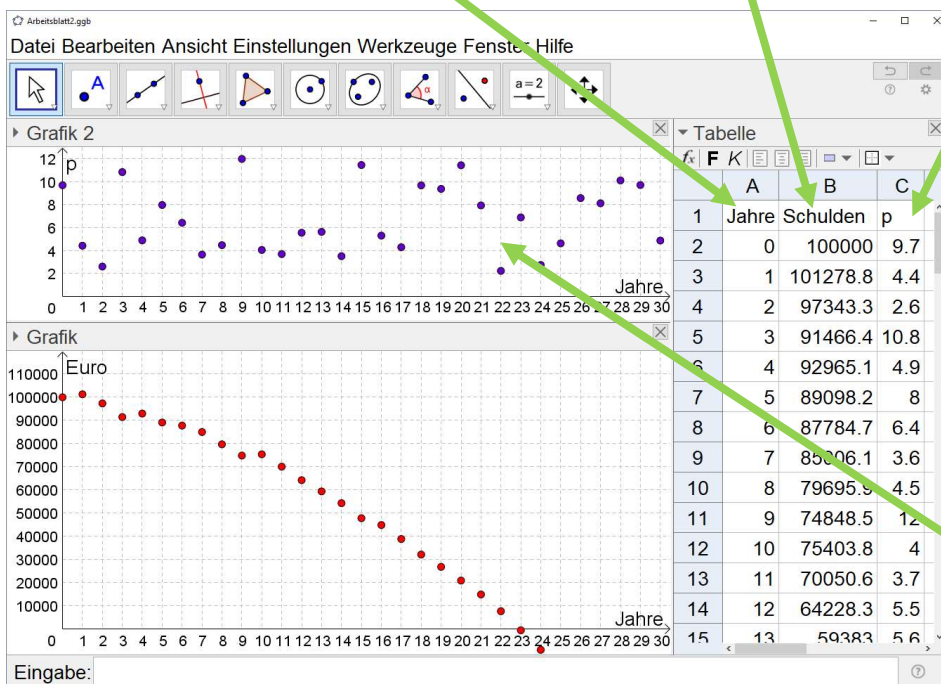 Arbeitsblatt2.ggb
Datei Bearbeiten Ansicht Einstellungen Werkzeuge Fenster Hilfe
A
α
a=2
Grafik 2
p
12
10
8
6
4
2
0 1 2 3 4 5 6 7 8 9 10 11 12 13 14 15 16 17 18 19 20 21 22 23 24 25 26 27 28 29 30
Jahre
Grafik
Euro
110000
100000
90000
80000
70000
60000
50000
40000
30000
20000
10000
Jahre
0 1 2 3 4 5 6 7 8 9 10 11 12 13 14 15 16 17 18 19 20 21 22 23 24 25 26 27 28 29 30
Tabelle
fx F K
A B C
1 Jahre Schulden p
2 0 100000 9.7
3 1 101278.8 4.4
4 2 97343.3 2.6
5 3 91466.4 10.8
6 4 92965.1 4.9
7 5 89098.2 8
8 6 87784.7 6.4
9 7 85006.1 3.6
10 8 79695.9 4.5
11 9 74848.5 12
12 10 75403.8 4
13 11 70050.6 3.7
14 12 64228.3 5.5
15 13 59383 5.6
Eingabe: